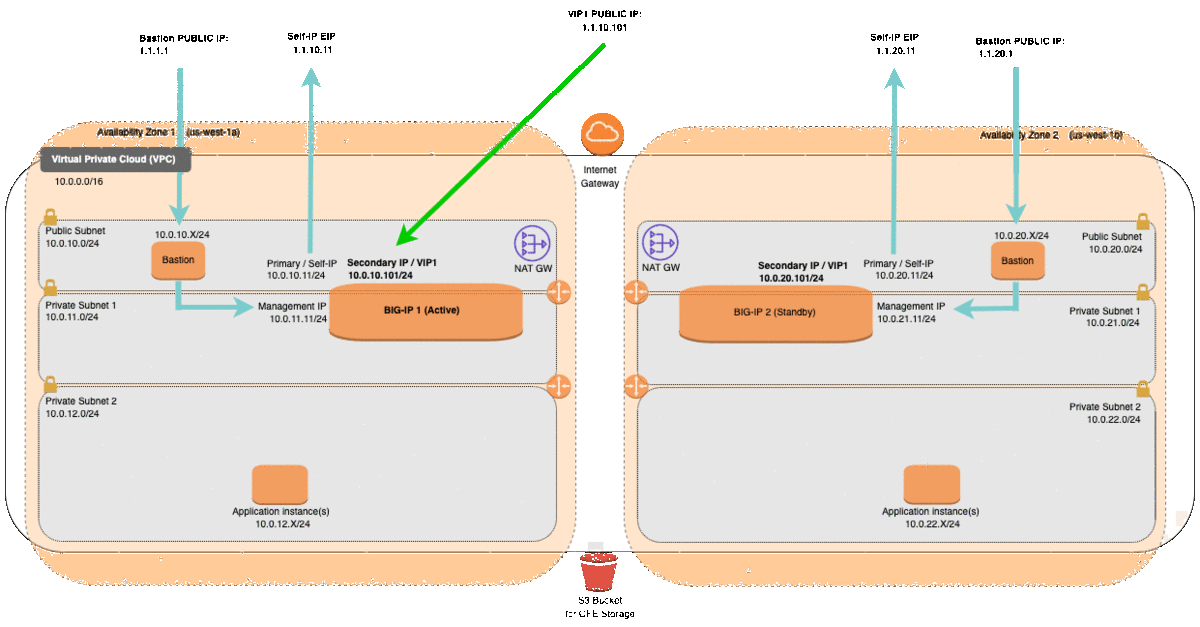 VIP1 PUBLIC IP:
1.1.10.101
Bastion PUBLIC IP:
1.1.1.1
Self-IP EIP
1.1.10.11
Self-IP EIP
1.1.20.11
Bastion PUBLIC IP:
1.1.20.1
Availability Zone 1 (us-west-1a)
Availability Zone 2 (us-west-1b)
Virtual Private Cloud (VPC)
10.0.0.0/16
Internet
Gateway
Public Subnet
10.0.10.0/24
10.0.10.X/24
Bastion
Primary / Self-IP
10.0.10.11/24
Secondary IP / VIP1
10.0.10.101/24
NAT GW
Private Subnet 1
10.0.11.0/24
Management IP
10.0.11.11/24
BIG-IP 1 (Active)
Private Subnet 2
10.0.12.0/24
Application instance(s)
10.0.12.X/24
NAT GW
Secondary IP / VIP1
10.0.20.101/24
Primary / Self-IP
10.0.20.11/24
10.0.20.X/24
Bastion
Public Subnet
10.0.20.0/24
BIG-IP 2 (Standby)
Management IP
10.0.21.11/24
Private Subnet 1
10.0.21.0/24
Private Subnet 2
10.0.22.0/24
Application instance(s)
10.0.22.X/24
S3 Bucket
for CFE Storage